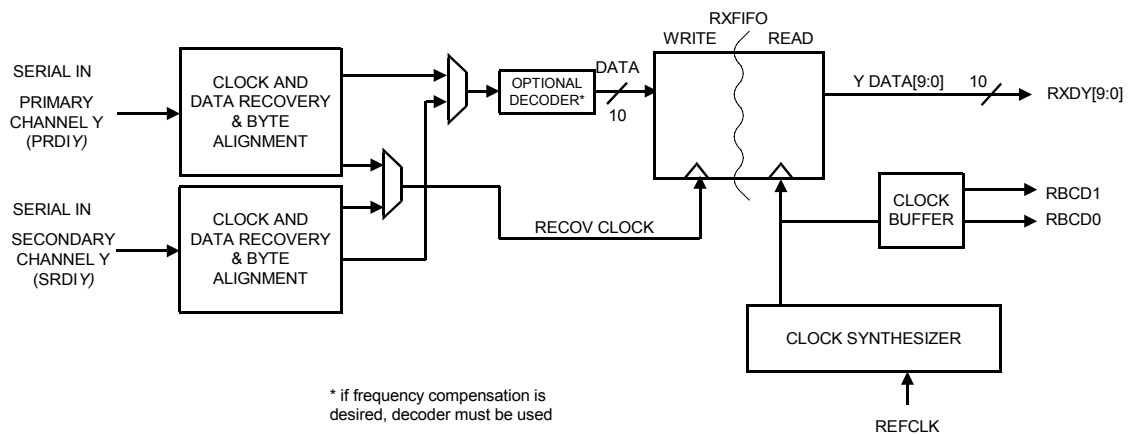 RXFIFO
WRITE
READ
SERIAL IN
PRIMARY
CHANNEL Y
(PRDIY)
CLOCK AND
DATA RECOVERY
& BYTE
ALIGNMENT
OPTIONAL
DECODER*
DATA
10
Y DATA[9:0]
10
RXDY[9:0]
SERIAL IN
SECONDARY
CHANNEL Y
(SRDIY)
CLOCK AND
DATA RECOVERY
& BYTE
ALIGNMENT
RECOV CLOCK
CLOCK
BUFFER
RBCD1
RBCD0
CLOCK SYNTHESIZER
* if frequency compensation is
desired, decoder must be used
REFCLK